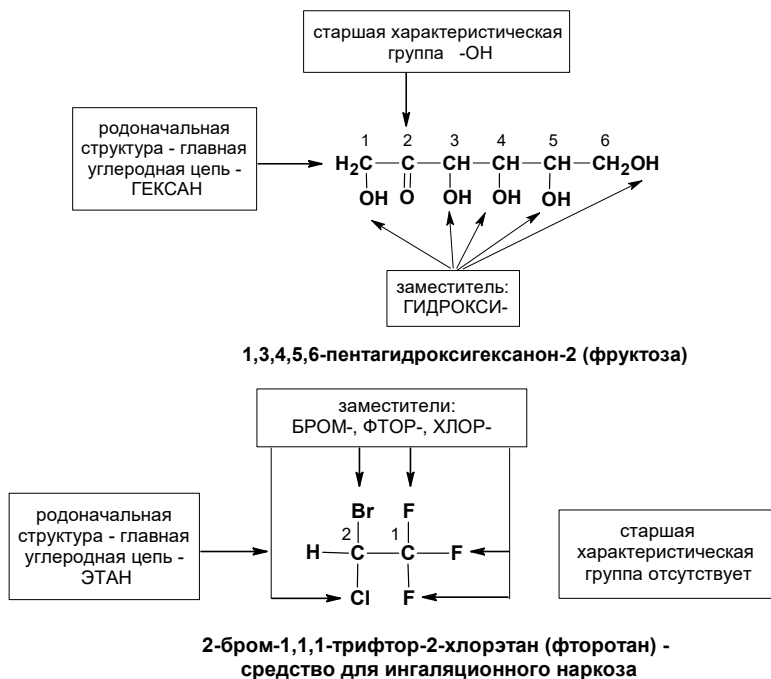 старшая характеристическая
группа -ОН
родоначальная
структура - главная
углеродная цепь -
ГЕКСАН
1 2 3 4 5 6
H₂C—C—CH—CH—CH—CH₂OH
OH O OH OH OH
заместитель:
ГИДРОКСИ-
1,3,4,5,6-пентагидроксигексанон-2 (фруктоза)
заместители:
БРОМ-, ФТОР-, ХЛОР-
родоначальная
структура - главная
углеродная цепь -
ЭТАН
Br F
2 1
H—C—C—F
Cl F
старшая
характеристическая
группа отсутствует
2-бром-1,1,1-трифтор-2-хлорэтан (фторотан) -
средство для ингаляционного наркоза